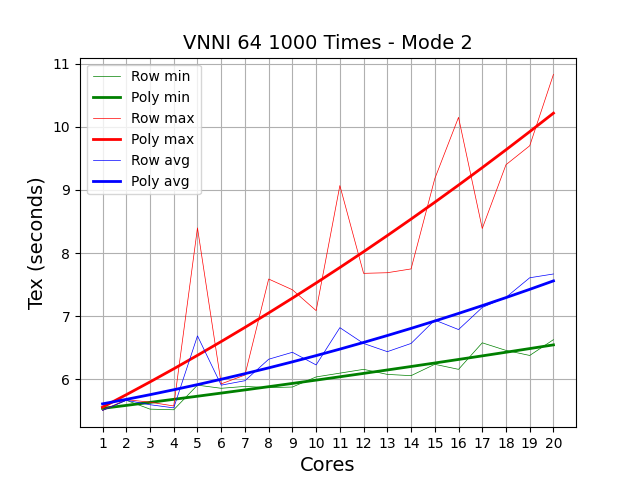 VNNI 64 1000 Times - Mode 2
11
10
9
8
7
6
Tex (seconds)
Row min
Poly min
Row max
Poly max
Row avg
Poly avg
1 2 3 4 5 6 7 8 9 10 11 12 13 14 15 16 17 18 19 20
Cores